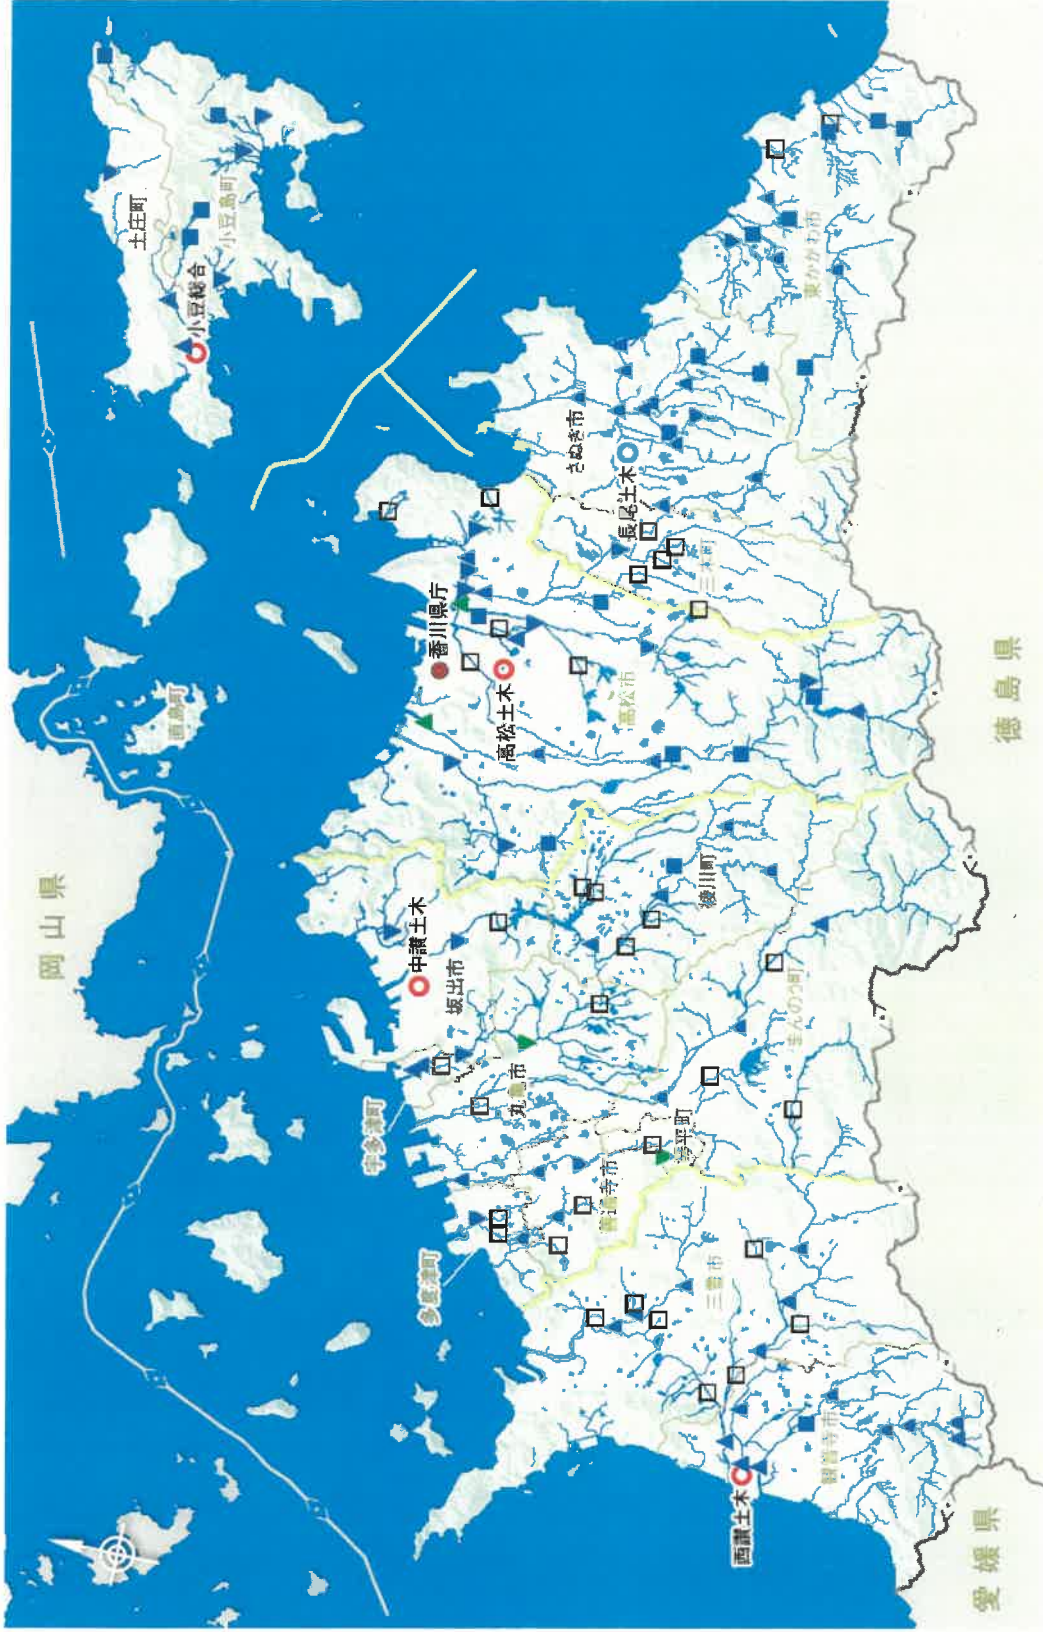 岡山県
直島町
土庄町
小豆総合
小豆島町
香川県庁
高松土木
高松市
さぬき市
長尾土木
三木町
東かがわ市
中讃土木
坂出市
宇多津町
丸亀市
多度津町
善通寺市
琴平町
綾川町
まんのう町
三豊市
西讃土木
観音寺市
愛媛県
徳島県